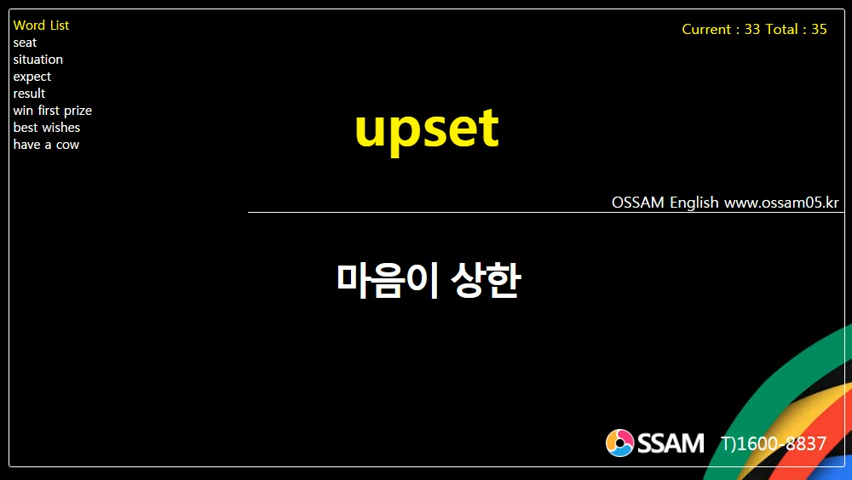 Word List
seat
situation
expect
result
win first prize
best wishes
have a cow
Current : 33 Total : 35
upset
OSSAM English www.ossam05.kr
마음이 상한
OSSAM T)1600-8837